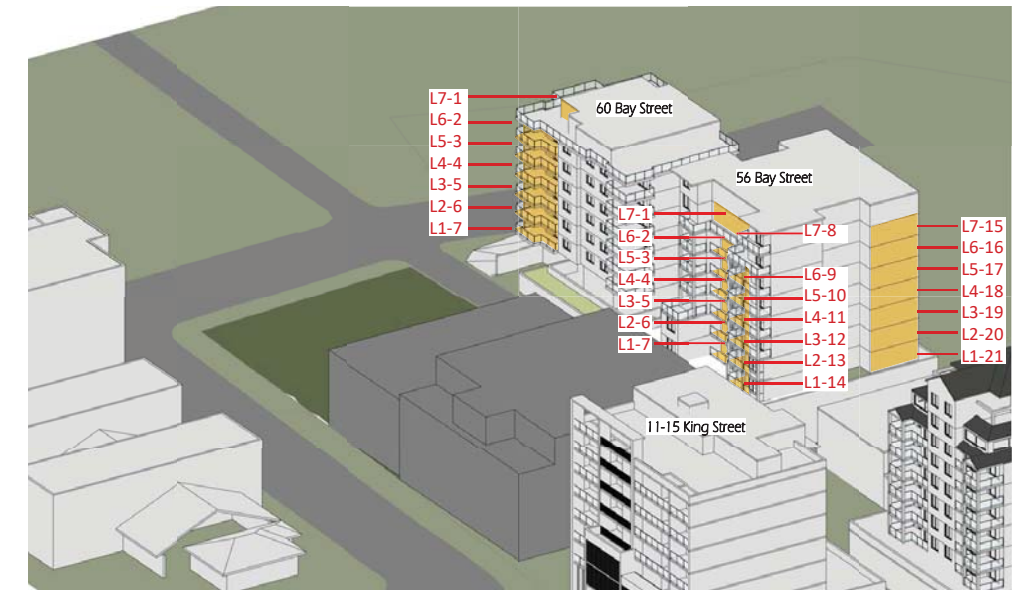 L7-1
L6-2
L5-3
L4-4
L3-5
L2-6
L1-7
60 Bay Street
56 Bay Street
L7-1
L6-2
L5-3
L4-4
L3-5
L2-6
L1-7
L7-8
L6-9
L5-10
L4-11
L3-12
L2-13
L1-14
L7-15
L6-16
L5-17
L4-18
L3-19
L2-20
L1-21
11-15 King Street